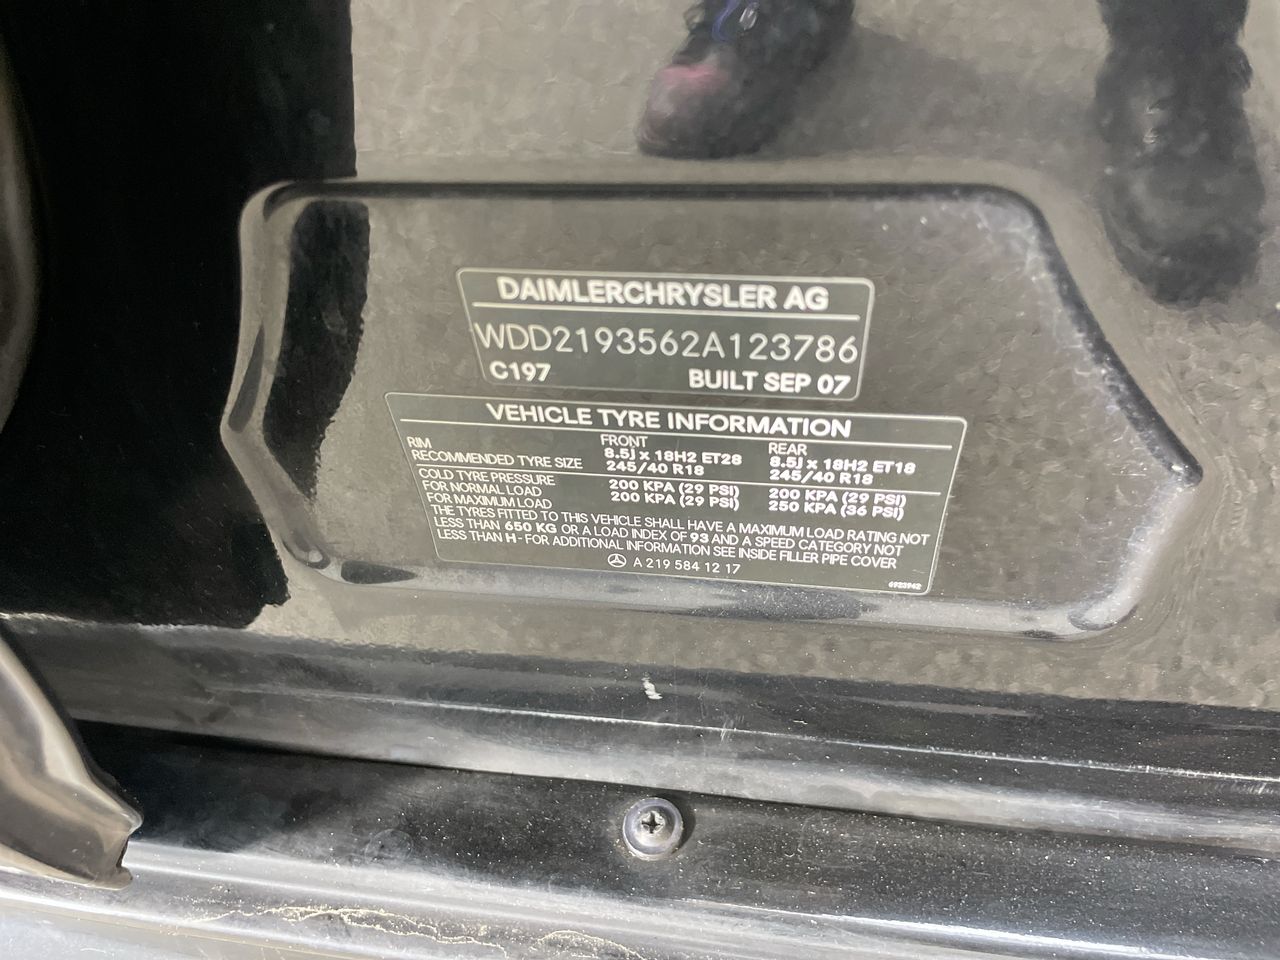 DAIMLERCHRYSLER AG
WDD2193562A123786
C197 BUILT SEP 07
VEHICLE TYRE INFORMATION
FRONT REAR
RIM 8.5J x 18H2 ET28 8.5J x 18H2 ET18
RECOMMENDED TYRE SIZE 245/40 R18 245/40 R18
COLD TYRE PRESSURE
FOR NORMAL LOAD 200 KPA (29 PSI) 200 KPA (29 PSI)
FOR MAXIMUM LOAD 200 KPA (29 PSI) 250 KPA (36 PSI)
THE TYRES FITTED TO THIS VEHICLE SHALL HAVE A MAXIMUM LOAD RATING NOT
LESS THAN 650 KG OR A LOAD INDEX OF 93 AND A SPEED CATEGORY NOT
LESS THAN H - FOR ADDITIONAL INFORMATION SEE INSIDE FILLER PIPE COVER
A 219 584 12 17
6923942